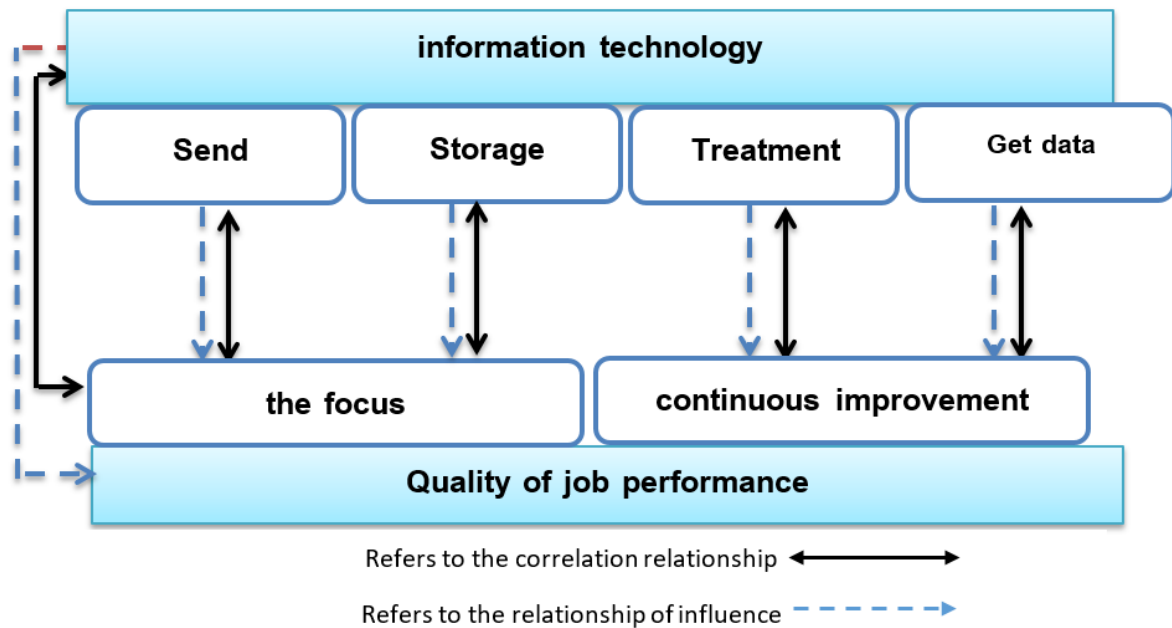 information technology
Send
Storage
Treatment
Get data
the focus
continuous improvement
Quality of job performance
Refers to the correlation relationship
Refers to the relationship of influence